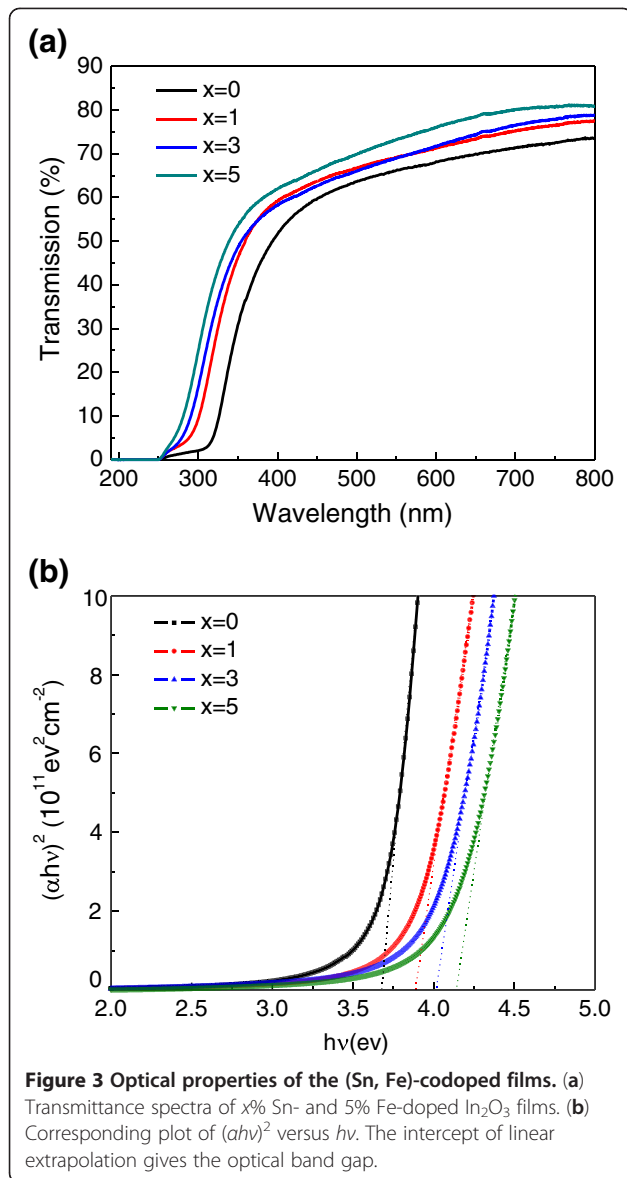 (a)
90
80
70
60
50
40
30
20
10
0
Transmission (%)
x=0
x=1
x=3
x=5
200 300 400 500 600 700 800
Wavelength (nm)
(b)
10
8
6
4
2
0
(αhν)² (10¹¹ev²cm⁻²)
x=0
x=1
x=3
x=5
2.0 2.5 3.0 3.5 4.0 4.5 5.0
hν(ev)
Figure 3 Optical properties of the (Sn, Fe)-codoped films. (a)
Transmittance spectra of x% Sn- and 5% Fe-doped In₂O₃ films. (b)
Corresponding plot of (αhν)² versus hν. The intercept of linear
extrapolation gives the optical band gap.